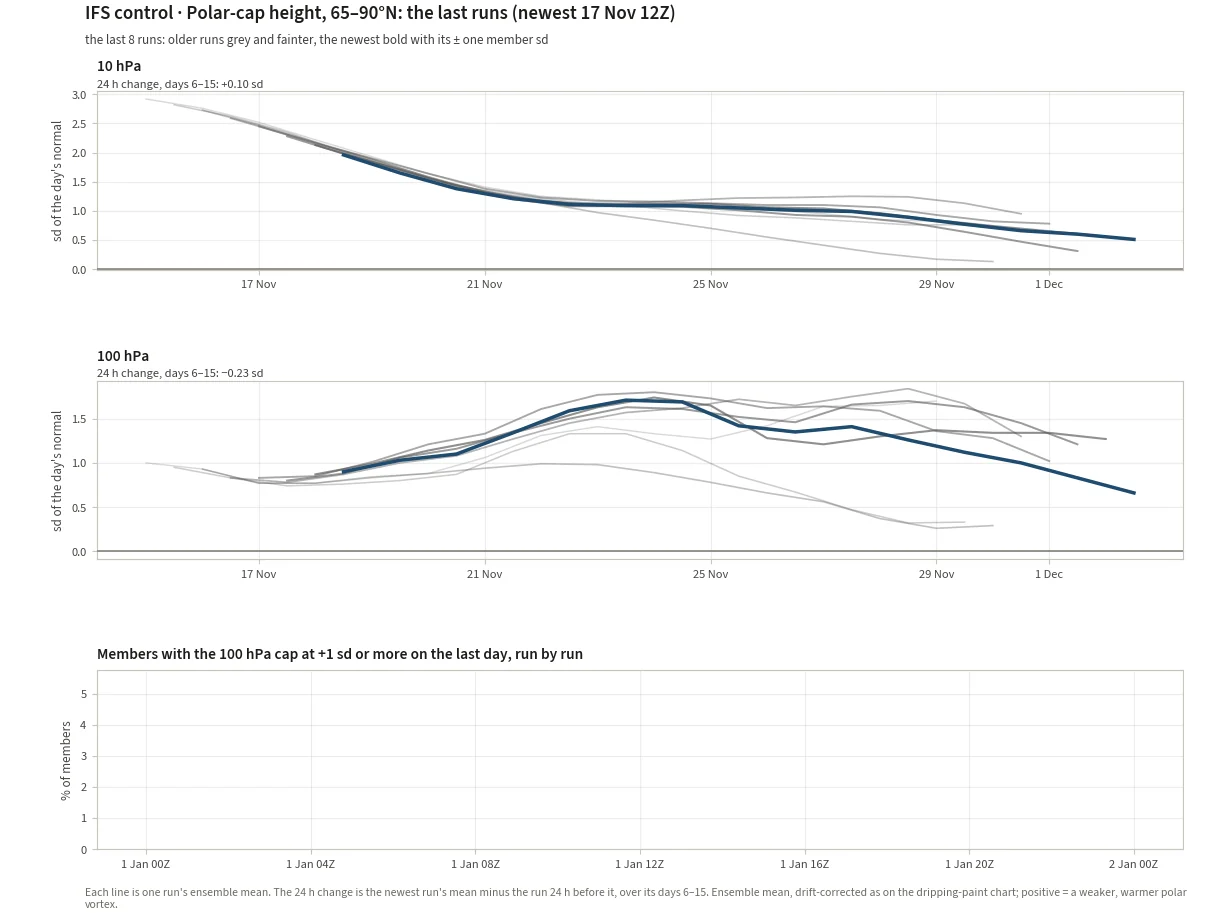 IFS control · Polar-cap height, 65–90°N: the last runs (newest 17 Nov 12Z)
the last 8 runs: older runs grey and fainter, the newest bold with its ± one member sd
10 hPa
24 h change, days 6–15: +0.10 sd
sd of the day's normal
3.0
2.5
2.0
1.5
1.0
0.5
0.0
17 Nov 21 Nov 25 Nov 29 Nov 1 Dec
100 hPa
24 h change, days 6–15: −0.23 sd
sd of the day's normal
1.5
1.0
0.5
0.0
17 Nov 21 Nov 25 Nov 29 Nov 1 Dec
Members with the 100 hPa cap at +1 sd or more on the last day, run by run
% of members
5
4
3
2
1
0
1 Jan 00Z 1 Jan 04Z 1 Jan 08Z 1 Jan 12Z 1 Jan 16Z 1 Jan 20Z 2 Jan 00Z
Each line is one run's ensemble mean. The 24 h change is the newest run's mean minus the run 24 h before it, over its days 6–15. Ensemble mean, drift-corrected as on the dripping-paint chart; positive = a weaker, warmer polar
vortex.